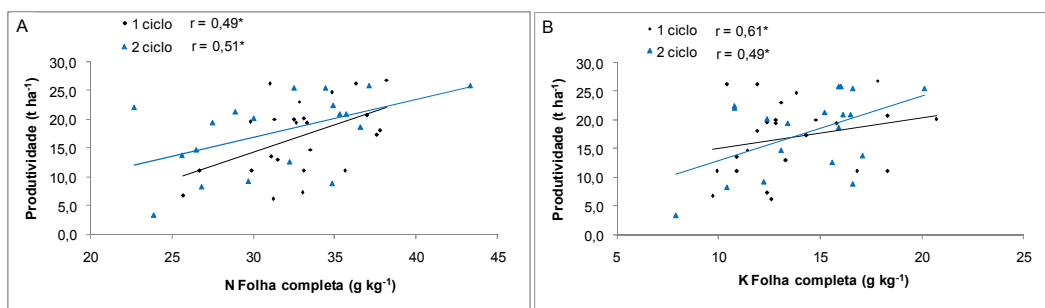 A
1 ciclo r = 0,49*
2 ciclo r = 0,51*
Produtividade (t ha⁻¹)
30,0
25,0
20,0
15,0
10,0
5,0
0,0
20 25 30 35 40 45
N Folha completa (g kg⁻¹)
B
1 ciclo r = 0,61*
2 ciclo r = 0,49*
Produtividade (t ha⁻¹)
30,0
25,0
20,0
15,0
10,0
5,0
0,0
5 10 15 20 25
K Folha completa (g kg⁻¹)